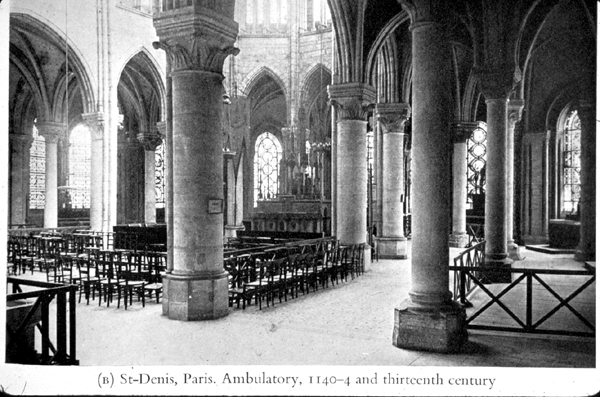 (B) St-Denis, Paris. Ambulatory, 1140-4 and thirteenth century